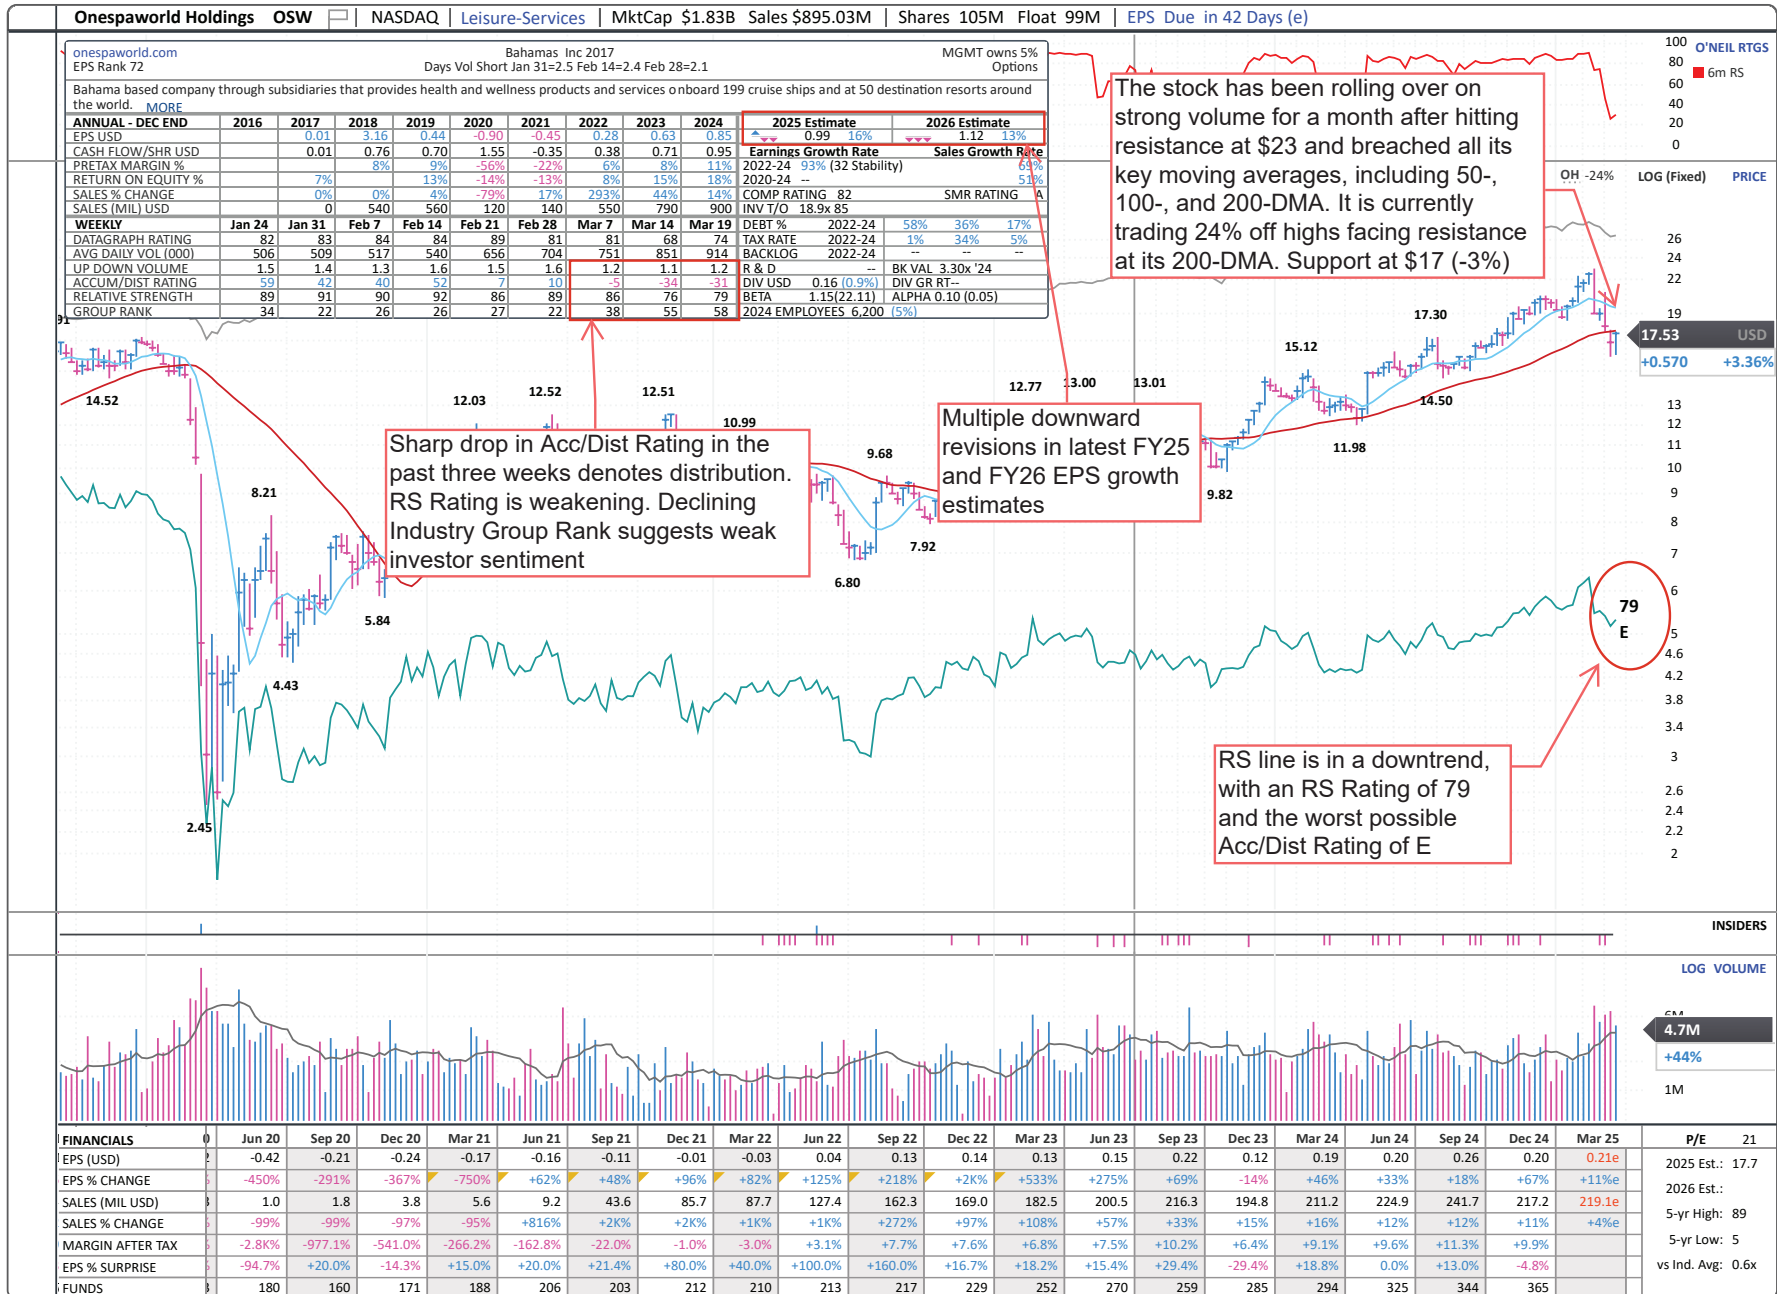 Onespaworld Holdings OSW NASDAQ Leisure-Services MktCap $1.83B Sales $895.03M Shares 105M Float 99M EPS Due in 42 Days (e)
onespaworld.com Bahamas Inc 2017 MGMT owns 5%
EPS Rank 72 Days Vol Short Jan 31=2.5 Feb 14=2.4 Feb 28=2.1 Options
Bahama based company through subsidiaries that provides health and wellness products and services onboard 199 cruise ships and at 50 destination resorts around
the world. MORE
ANNUAL - DEC END 2016 2017 2018 2019 2020 2021 2022 2023 2024 2025 Estimate 2026 Estimate
EPS USD 0.01 3.16 0.44 -0.90 -0.45 0.28 0.63 0.85 0.99 16% 1.12 13%
CASH FLOW/SHR USD 0.01 0.76 0.70 1.55 -0.35 0.38 0.71 0.95 Earnings Growth Rate Sales Growth Rate
PRETAX MARGIN % 8% 9% -56% -22% 6% 8% 11% 2022-24 93% (32 Stability) 69%
RETURN ON EQUITY % 7% 13% -14% -13% 8% 15% 18% 2020-24 -- 51%
SALES % CHANGE 0% 0% 4% -79% 17% 293% 44% 14% COMP RATING 82 SMR RATING A
SALES (MIL) USD 0 540 560 120 140 550 790 900 INV T/O 18.9x 85
WEEKLY Jan 24 Jan 31 Feb 7 Feb 14 Feb 21 Feb 28 Mar 7 Mar 14 Mar 19 DEBT % 2022-24 58% 36% 17%
DATAGRAPH RATING 82 83 84 84 89 81 81 68 74 TAX RATE 2022-24 1% 34% 5%
AVG DAILY VOL (000) 506 509 517 540 656 704 751 851 914 BACKLOG 2022-24 -- -- --
UP DOWN VOLUME 1.5 1.4 1.3 1.6 1.5 1.6 1.2 1.1 1.2 R & D -- BK VAL 3.30x '24
ACCUM/DIST RATING 59 42 40 52 7 10 -5 -34 -31 DIV USD 0.16 (0.9%) DIV GR RT--
RELATIVE STRENGTH 89 91 90 92 86 89 86 76 79 BETA 1.15(22.11) ALPHA 0.10 (0.05)
GROUP RANK 34 22 26 26 27 22 38 55 58 2024 EMPLOYEES 6,200 (5%)
The stock has been rolling over on
strong volume for a month after hitting
resistance at $23 and breached all its
key moving averages, including 50-,
100-, and 200-DMA. It is currently
trading 24% off highs facing resistance
at its 200-DMA. Support at $17 (-3%)
100 O'NEIL RTGS
80 6m RS
60
40
20
0
OH -24% LOG (Fixed) PRICE
26
24
22
19
17.53 USD
+0.570 +3.36%
13
12
11
10
9
8
7
6
5
4.6
4.2
3.8
3.4
3
2.6
2.4
2.2
2
91
14.52
2.45
8.21
4.43
5.84
12.03
12.52
12.51
10.99
6.80
9.68
7.92
12.77
13.00
13.01
9.82
15.12
11.98
17.30
14.50
Sharp drop in Acc/Dist Rating in the
past three weeks denotes distribution.
RS Rating is weakening. Declining
Industry Group Rank suggests weak
investor sentiment
Multiple downward
revisions in latest FY25
and FY26 EPS growth
estimates
79
E
RS line is in a downtrend,
with an RS Rating of 79
and the worst possible
Acc/Dist Rating of E
INSIDERS
LOG VOLUME
6M
4.7M
+44%
1M
FINANCIALS 0 Jun 20 Sep 20 Dec 20 Mar 21 Jun 21 Sep 21 Dec 21 Mar 22 Jun 22 Sep 22 Dec 22 Mar 23 Jun 23 Sep 23 Dec 23 Mar 24 Jun 24 Sep 24 Dec 24 Mar 25
EPS (USD) 2 -0.42 -0.21 -0.24 -0.17 -0.16 -0.11 -0.01 -0.03 0.04 0.13 0.14 0.13 0.15 0.22 0.12 0.19 0.20 0.26 0.20 0.21e
EPS % CHANGE % -450% -291% -367% -750% +62% +48% +96% +82% +125% +218% +2K% +533% +275% +69% -14% +46% +33% +18% +67% +11%e
SALES (MIL USD) 3 1.0 1.8 3.8 5.6 9.2 43.6 85.7 87.7 127.4 162.3 169.0 182.5 200.5 216.3 194.8 211.2 224.9 241.7 217.2 219.1e
SALES % CHANGE % -99% -99% -97% -95% +816% +2K% +2K% +1K% +1K% +272% +97% +108% +57% +33% +15% +16% +12% +12% +11% +4%e
MARGIN AFTER TAX % -2.8K% -977.1% -541.0% -266.2% -162.8% -22.0% -1.0% -3.0% +3.1% +7.7% +7.6% +6.8% +7.5% +10.2% +6.4% +9.1% +9.6% +11.3% +9.9%
EPS % SURPRISE % -94.7% +20.0% -14.3% +15.0% +20.0% +21.4% +80.0% +40.0% +100.0% +160.0% +16.7% +18.2% +15.4% +29.4% -29.4% +18.8% 0.0% +13.0% -4.8%
FUNDS 3 180 160 171 188 206 203 212 210 213 217 229 252 270 259 285 294 325 344 365
P/E 21
2025 Est.: 17.7
2026 Est.:
5-yr High: 89
5-yr Low: 5
vs Ind. Avg: 0.6x